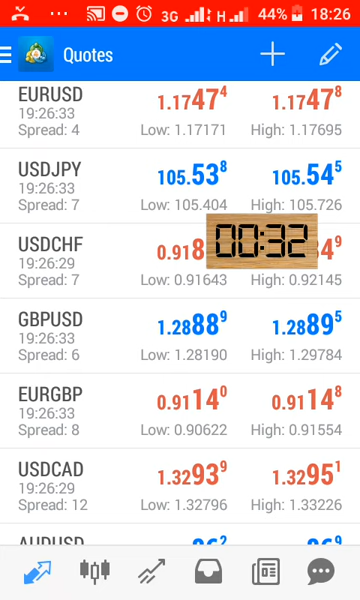 3G H 44% 18:26
Quotes
EURUSD 1.17474 1.17478
19:26:33
Spread: 4 Low: 1.17171 High: 1.17695
USDJPY 105.538 105.545
19:26:33
Spread: 7 Low: 105.404 High: 105.726
USDCHF 0.918 49
19:26:29
Spread: 7 Low: 0.91643 High: 0.92145
00:32
GBPUSD 1.28889 1.28895
19:26:33
Spread: 6 Low: 1.28190 High: 1.29784
EURGBP 0.91140 0.91148
19:26:33
Spread: 8 Low: 0.90622 High: 0.91554
USDCAD 1.32939 1.32951
19:26:29
Spread: 12 Low: 1.32796 High: 1.33226